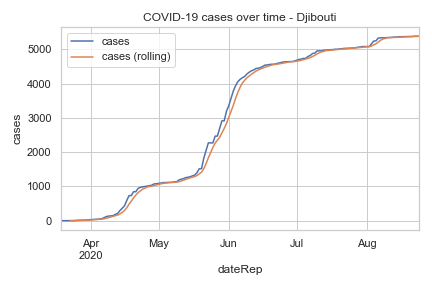 COVID-19 cases over time - Djibouti
cases
cases (rolling)
5000
4000
3000
2000
1000
0
cases
Apr
2020
May
Jun
Jul
Aug
dateRep